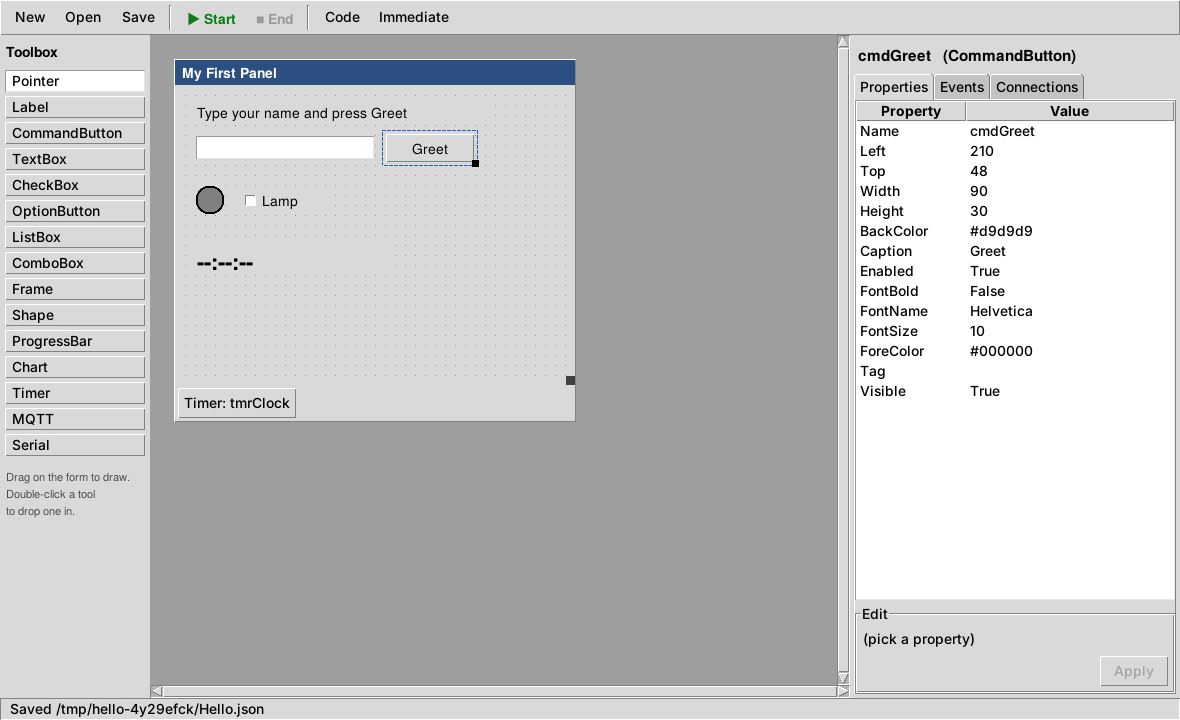 New Open Save ▶ Start ■ End Code Immediate
Toolbox
Pointer
Label
CommandButton
TextBox
CheckBox
OptionButton
ListBox
ComboBox
Frame
Shape
ProgressBar
Chart
Timer
MQTT
Serial
Drag on the form to draw.
Double-click a tool
to drop one in.
My First Panel
Type your name and press Greet
Greet
Lamp
--:--:--
Timer: tmrClock
cmdGreet (CommandButton)
Properties Events Connections
Property Value
Name cmdGreet
Left 210
Top 48
Width 90
Height 30
BackColor #d9d9d9
Caption Greet
Enabled True
FontBold False
FontName Helvetica
FontSize 10
ForeColor #000000
Tag
Visible True
Edit
(pick a property)
Apply
Saved /tmp/hello-4y29efck/Hello.json